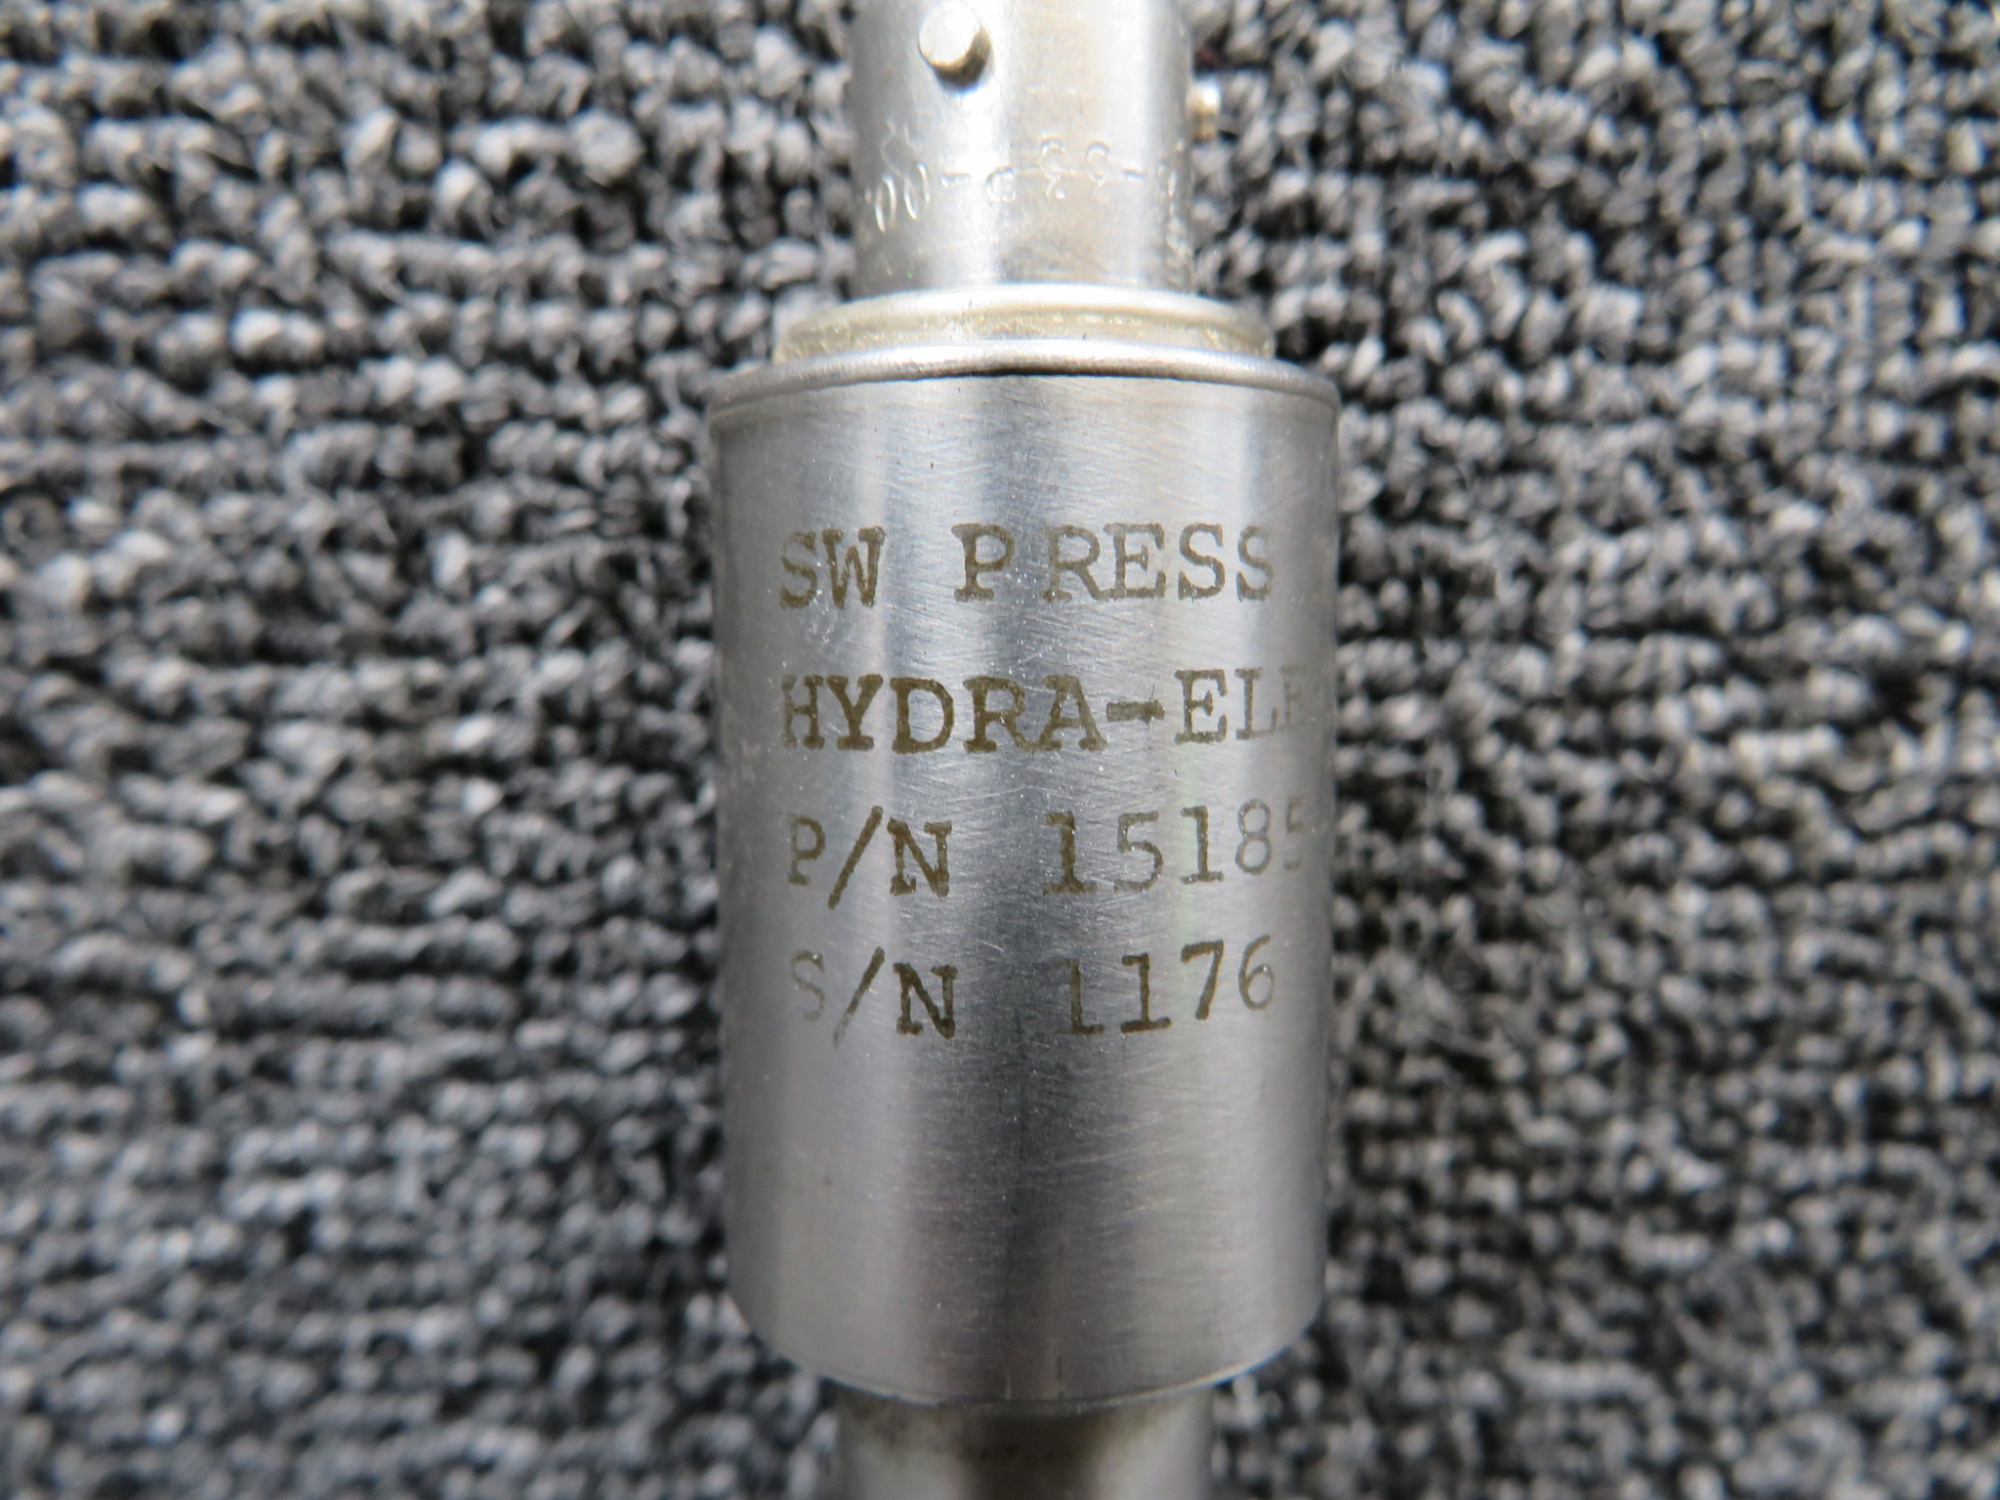 SW PRESS
HYDRA-ELE
P/N 15185
S/N 1176